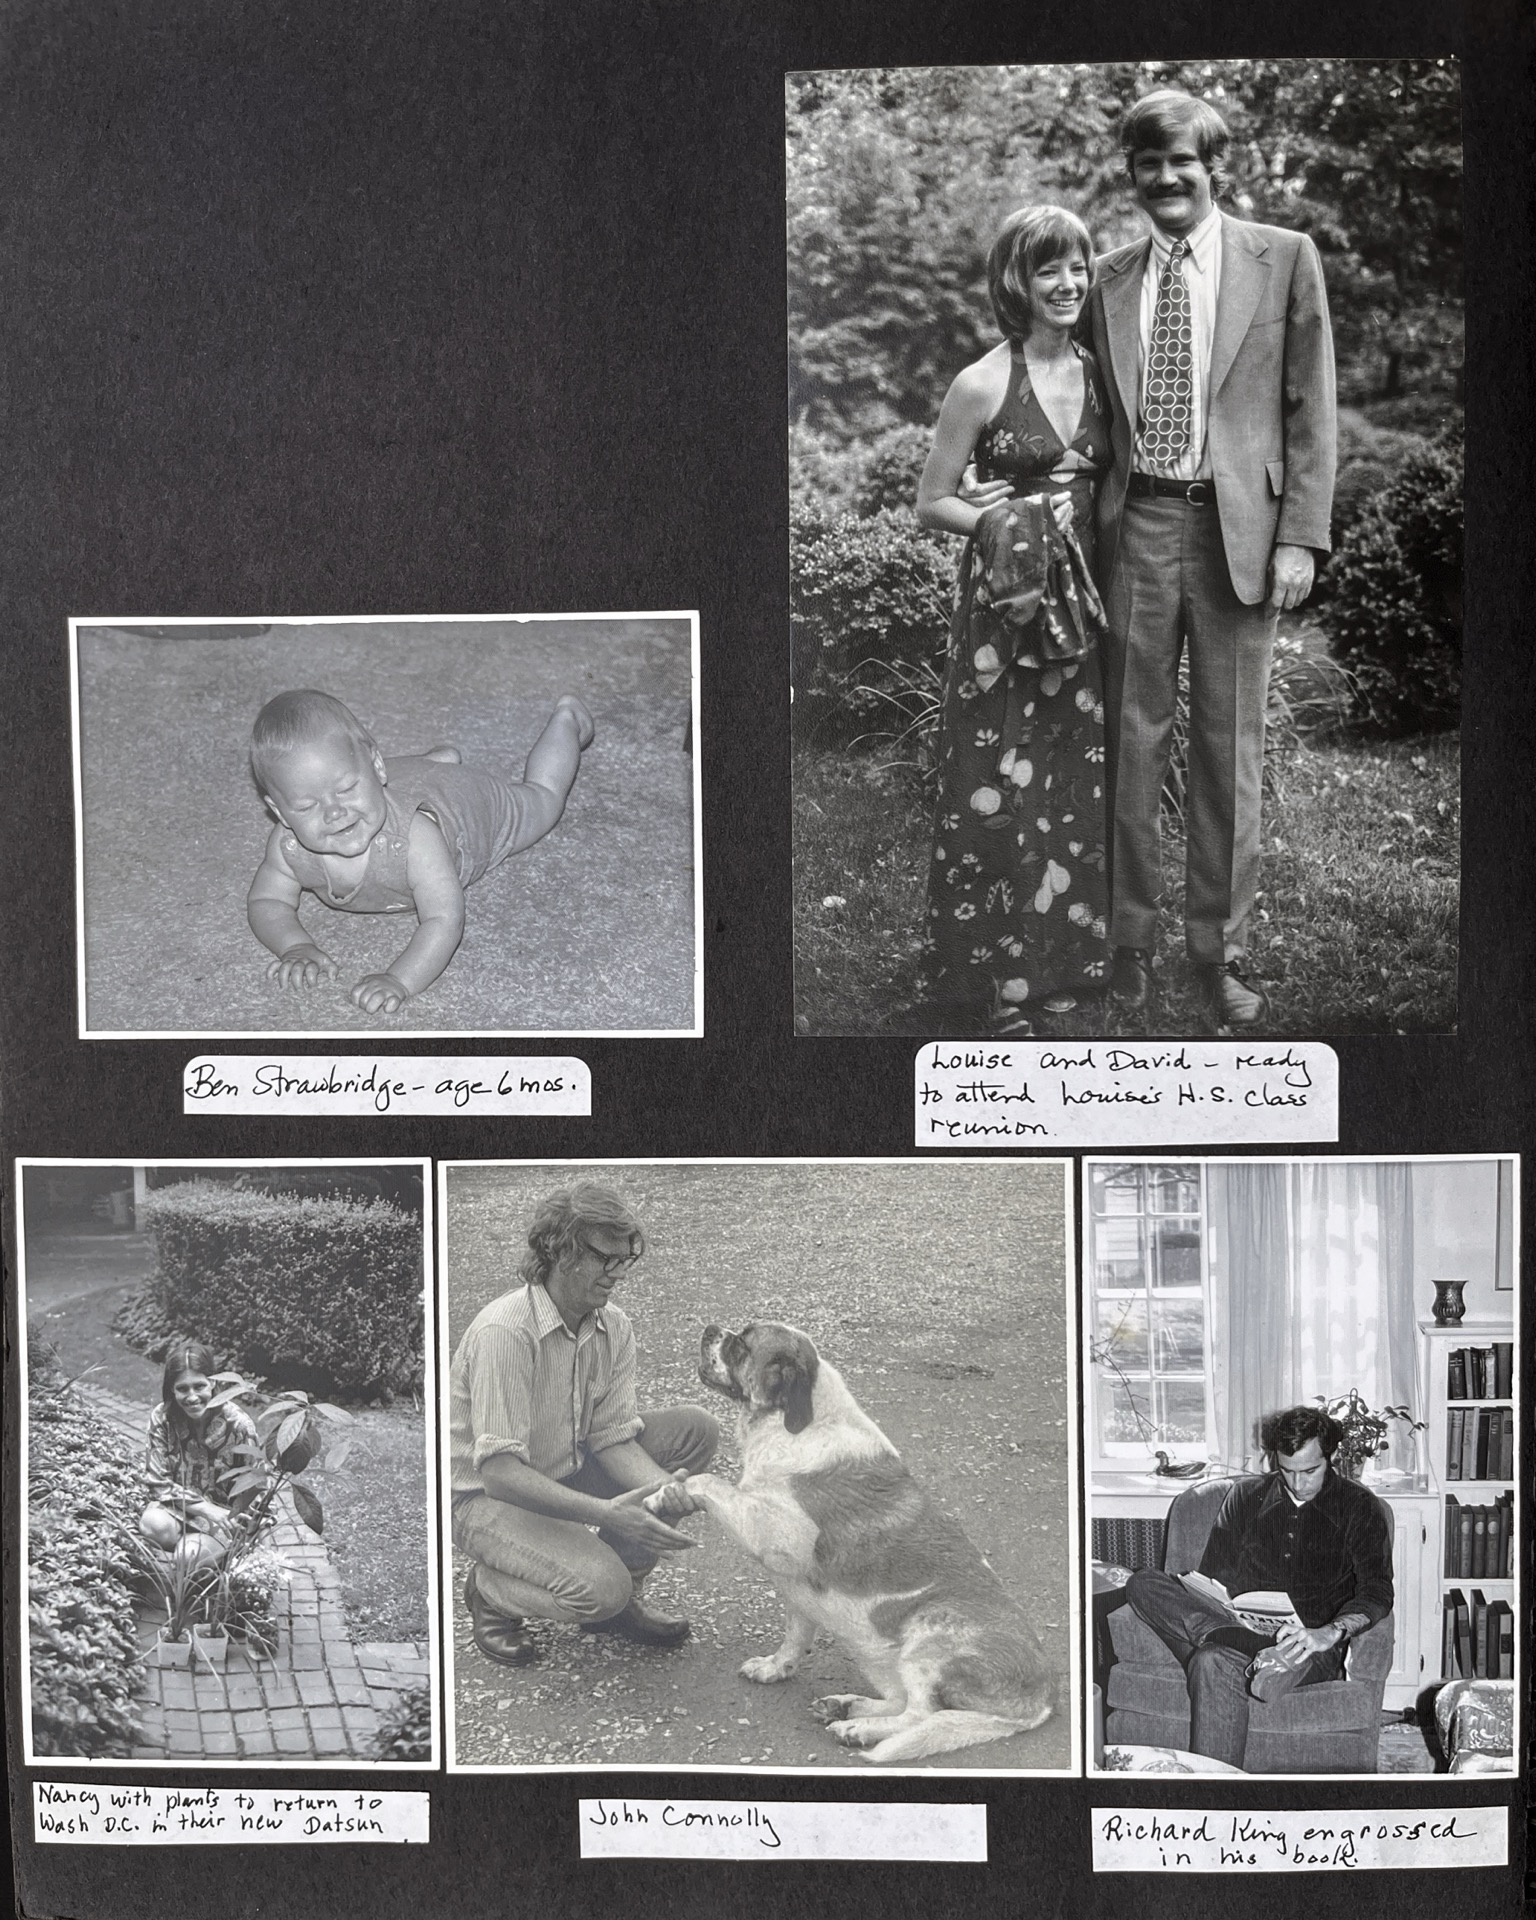 Ben Strawbridge - age 6 mos.
Louise and David - ready
to attend Louise's H.S. class
reunion.
Nancy with plants to return to
Wash D.C. in their new Datsun
John Connolly
Richard King engrossed
in his book.